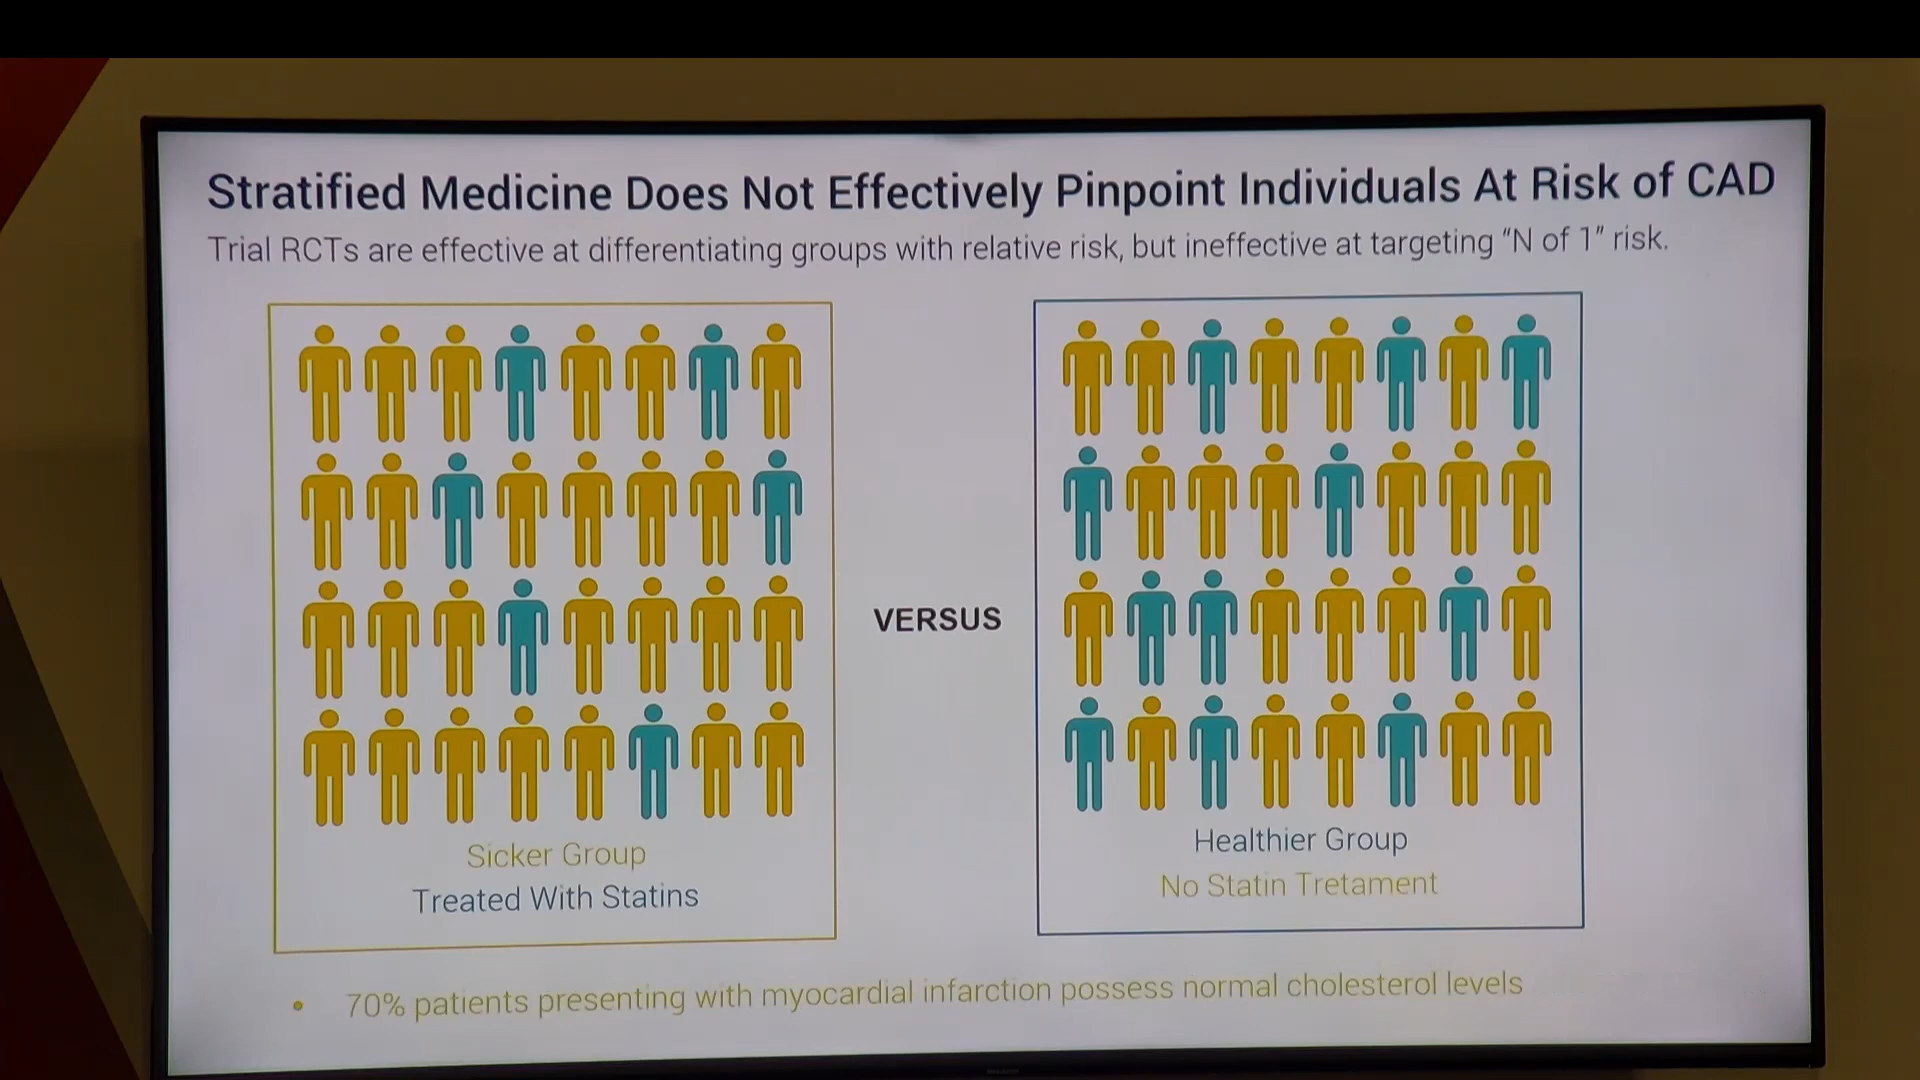 Stratified Medicine Does Not Effectively Pinpoint Individuals At Risk of CAD
Trial RCTs are effective at differentiating groups with relative risk, but ineffective at targeting “N of 1” risk.
Sicker Group
Treated With Statins
VERSUS
Healthier Group
No Statin Tretament
• 70% patients presenting with myocardial infarction possess normal cholesterol levels